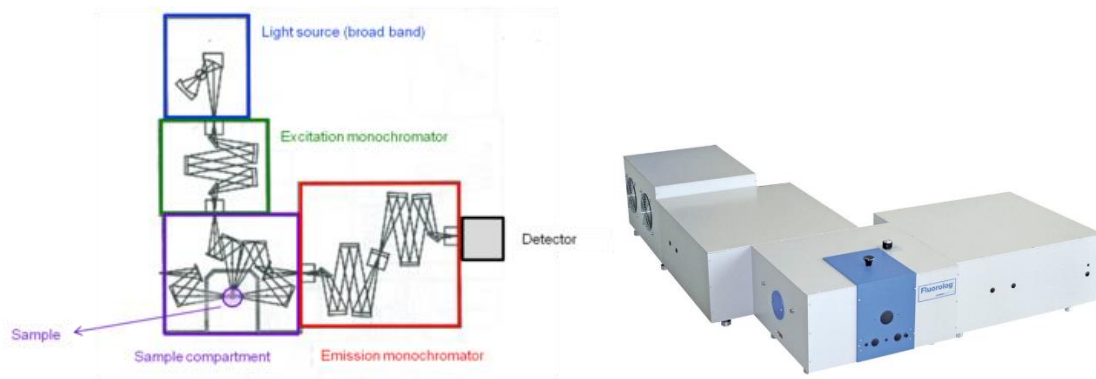 Light source (broad band)
Excitation monochromator
Detector
Fluorolog
Sample
Sample compartment
Emission monochromator